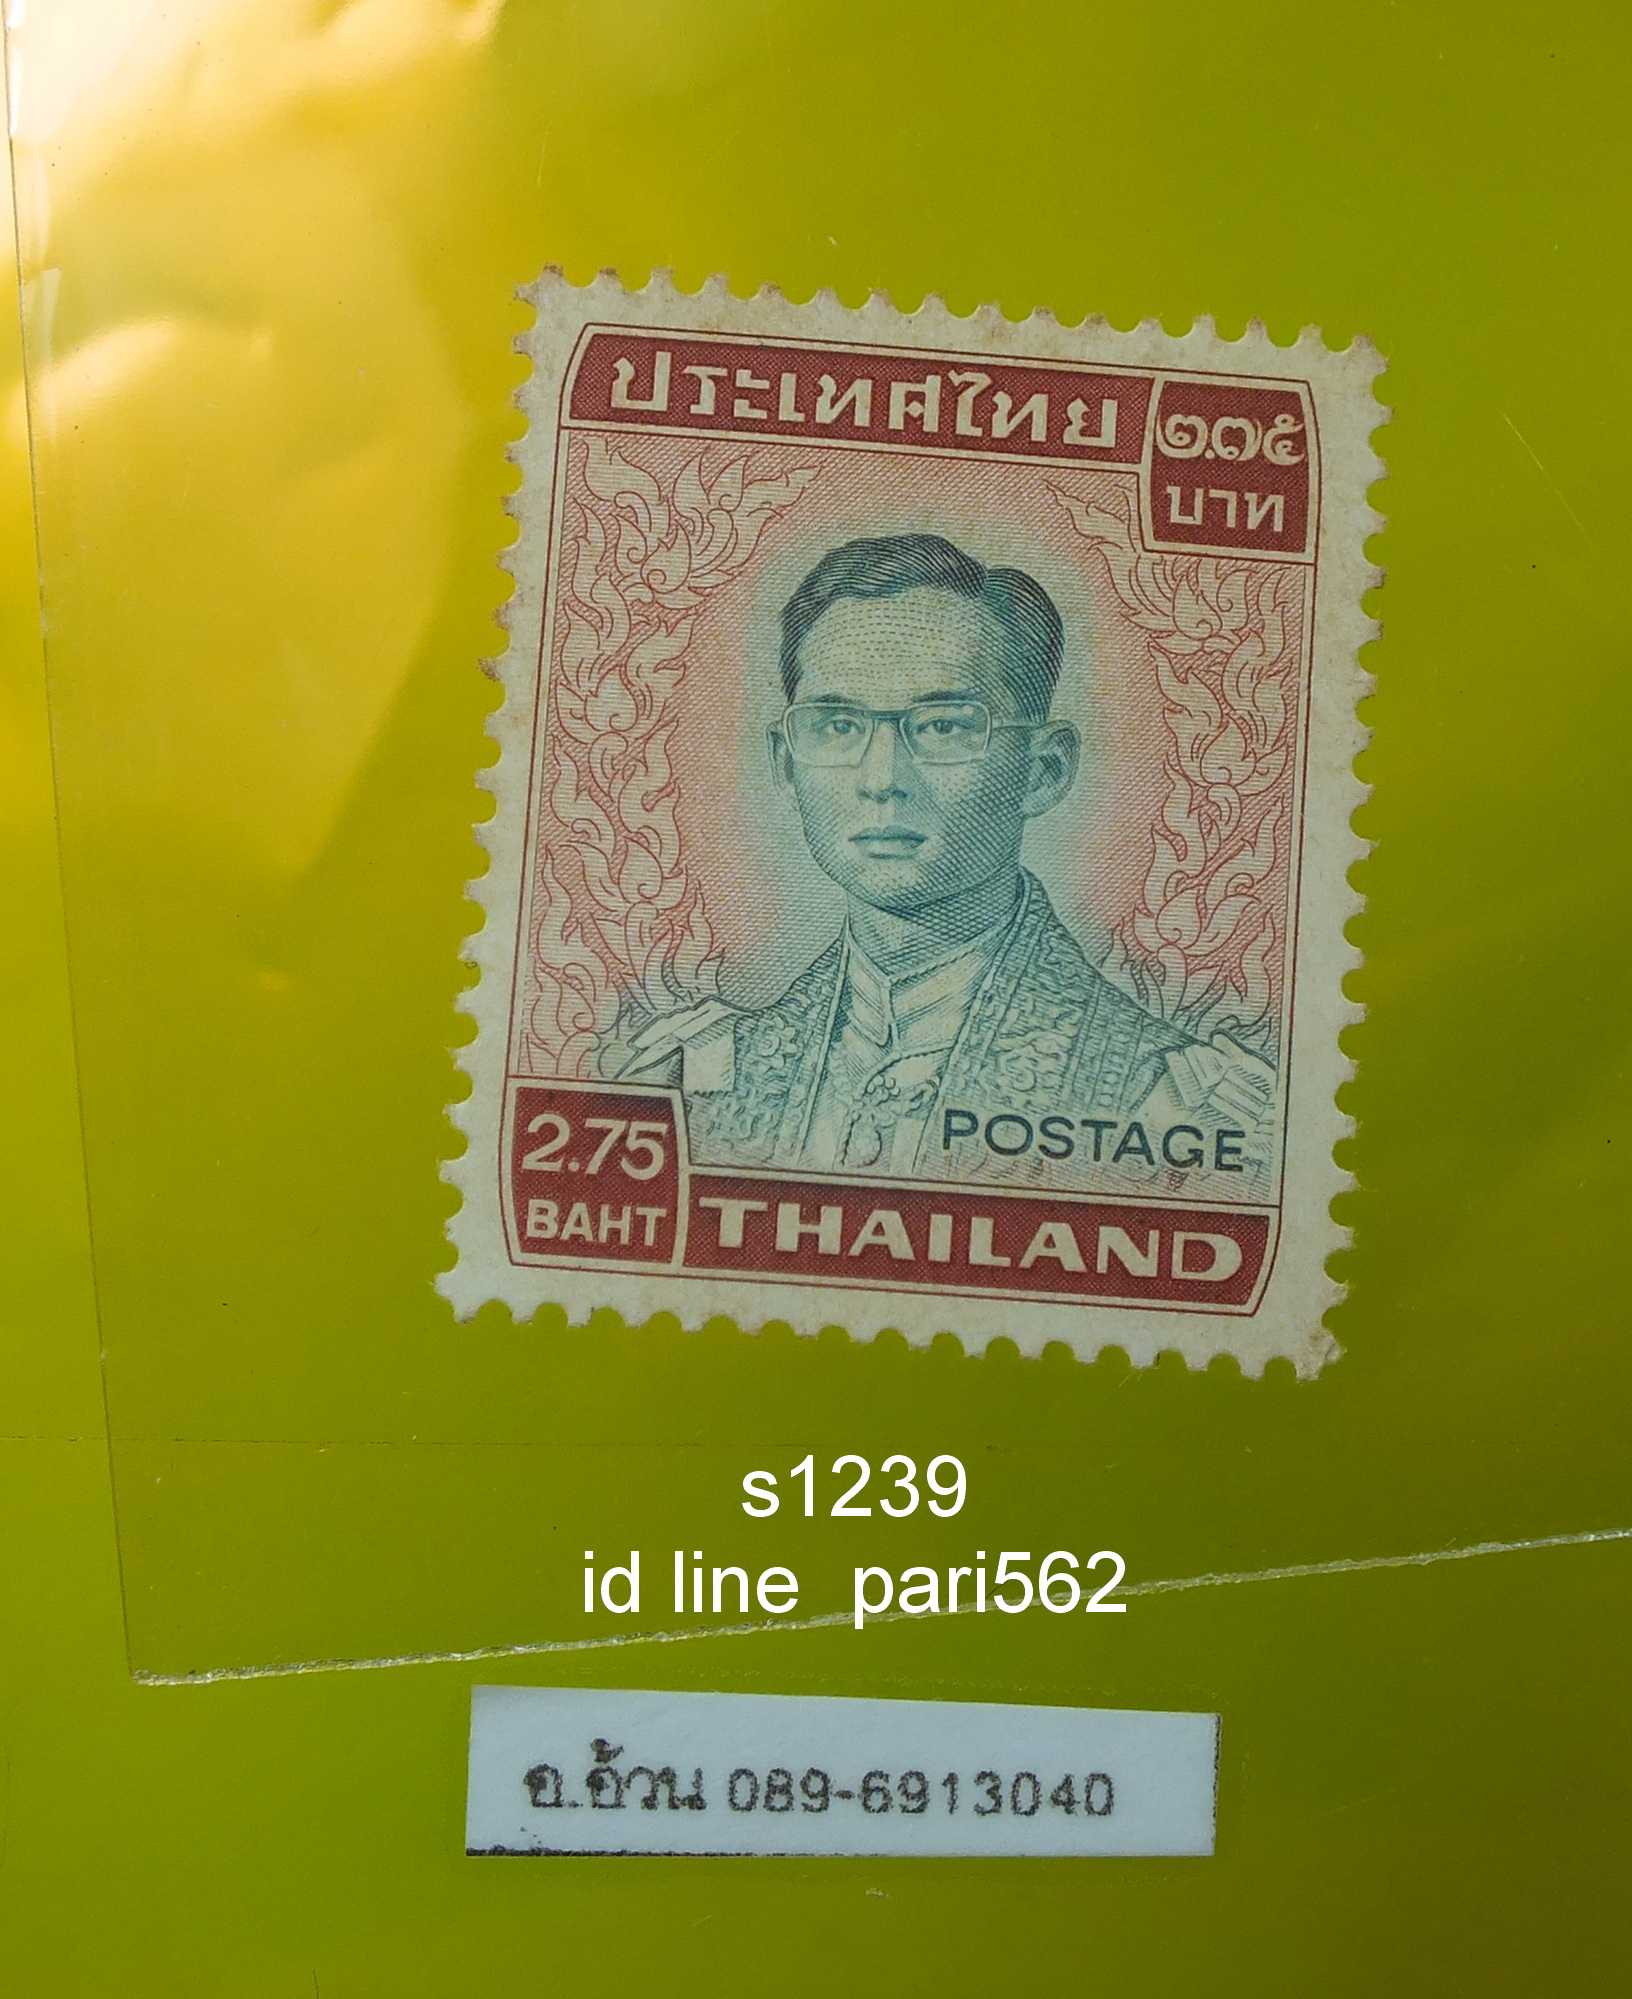 ประเทศไทย
๒.๗๕
บาท
POSTAGE
2.75
BAHT
THAILAND
s1239
id line  pari562
อ.อ้วน 089-6913040